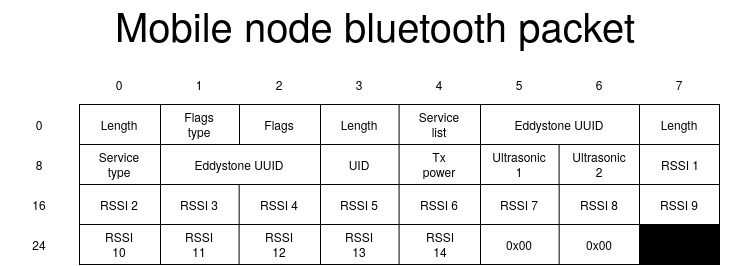 Mobile node bluetooth packet
0 1 2 3 4 5 6 7
0 Length Flags type Flags Length Service list Eddystone UUID Length
8 Service type Eddystone UUID UID Tx power Ultrasonic 1 Ultrasonic 2 RSSI 1
16 RSSI 2 RSSI 3 RSSI 4 RSSI 5 RSSI 6 RSSI 7 RSSI 8 RSSI 9
24 RSSI 10 RSSI 11 RSSI 12 RSSI 13 RSSI 14 0x00 0x00